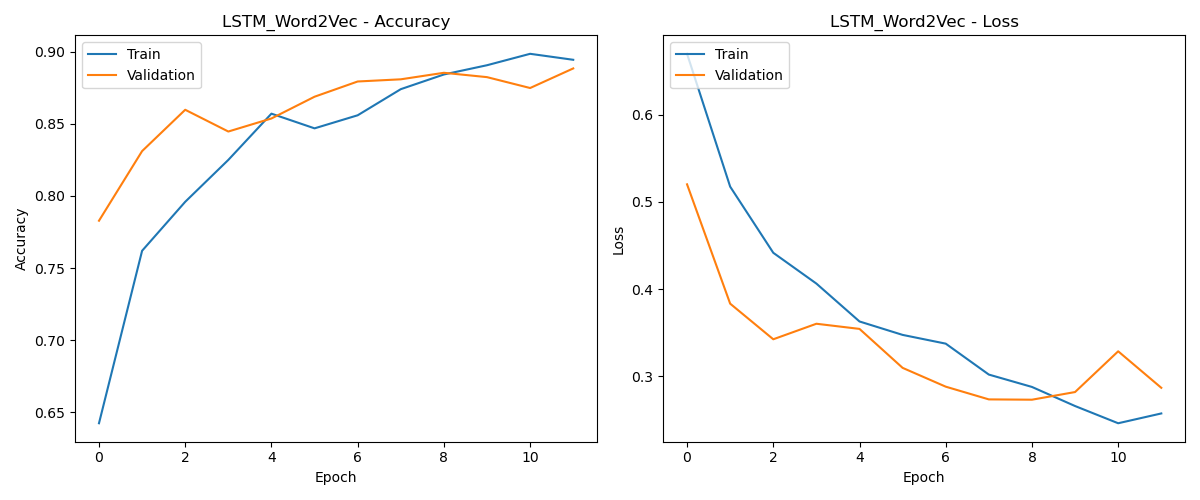 LSTM_Word2Vec - Accuracy
Train
Validation
0.90
0.85
0.80
0.75
0.70
0.65
Accuracy
0 2 4 6 8 10
Epoch
LSTM_Word2Vec - Loss
Train
Validation
0.6
0.5
0.4
0.3
Loss
0 2 4 6 8 10
Epoch